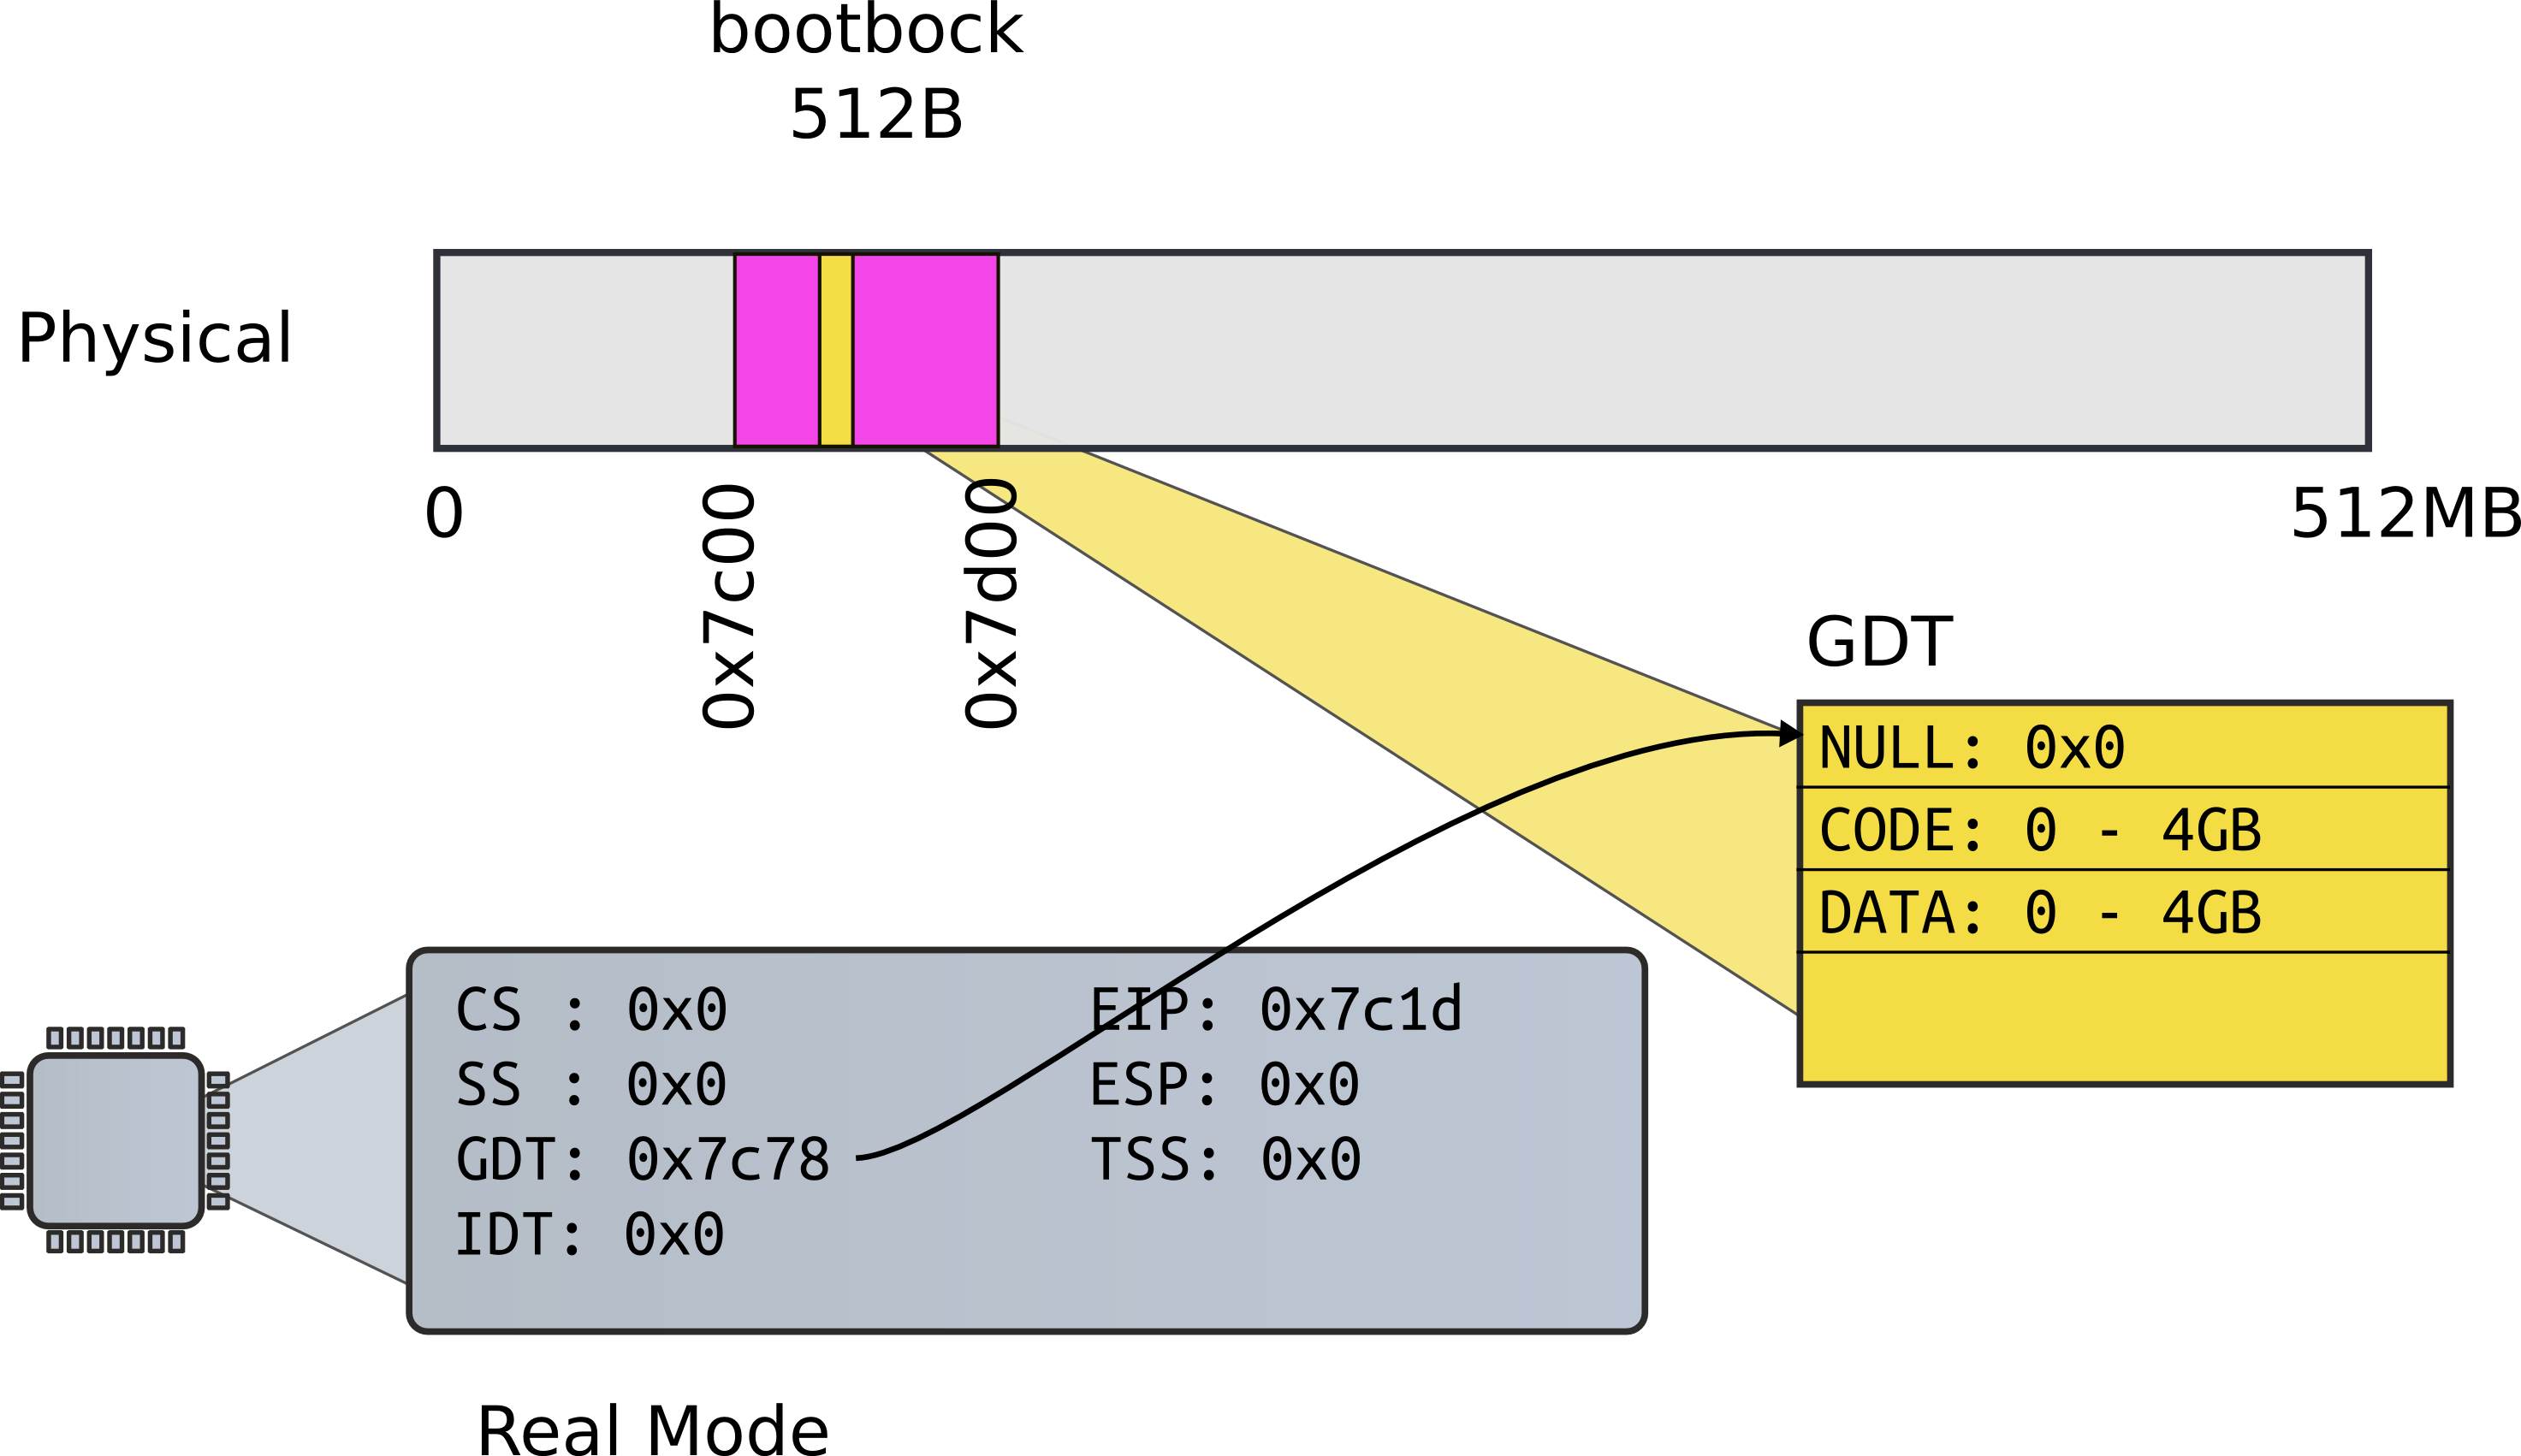 bootbock
512B
Physical
0
0x7c00
0x7d00
512MB
GDT
NULL: 0x0
CODE: 0 - 4GB
DATA: 0 - 4GB
CS : 0x0
EIP: 0x7c1d
SS : 0x0
ESP: 0x0
GDT: 0x7c78
TSS: 0x0
IDT: 0x0
Real Mode